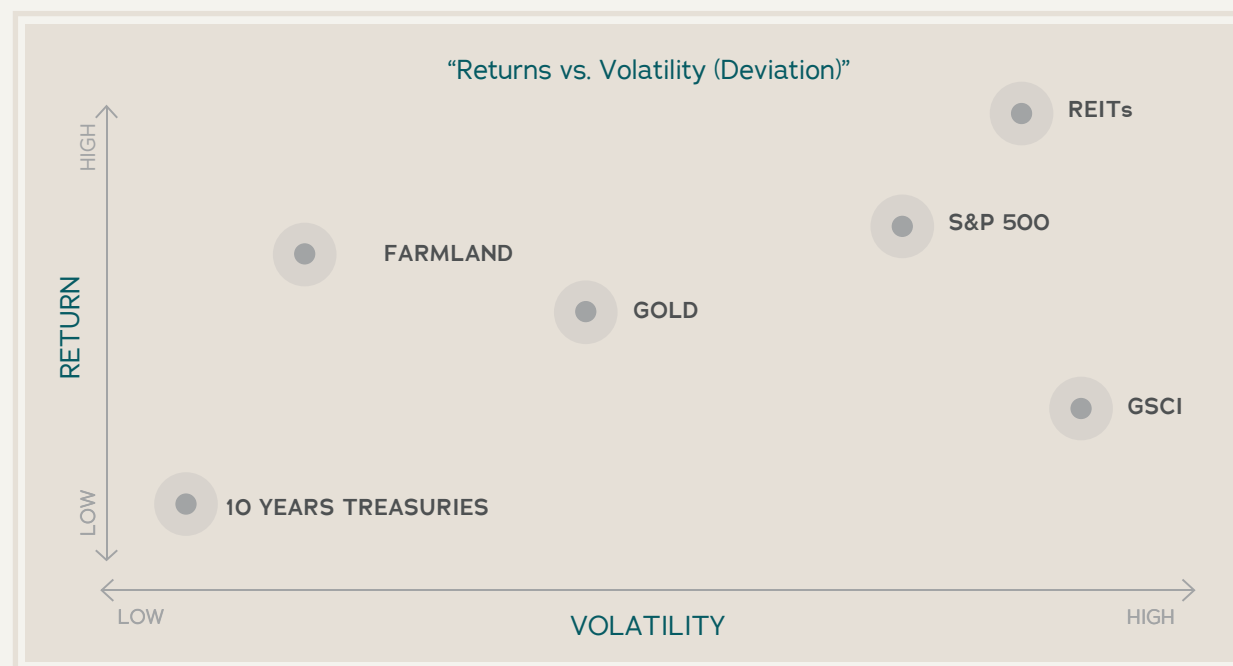 “Returns vs. Volatility (Deviation)”
REITs
HIGH
S&P 500
FARMLAND
GOLD
RETURN
GSCI
LOW
10 YEARS TREASURIES
LOW
VOLATILITY
HIGH